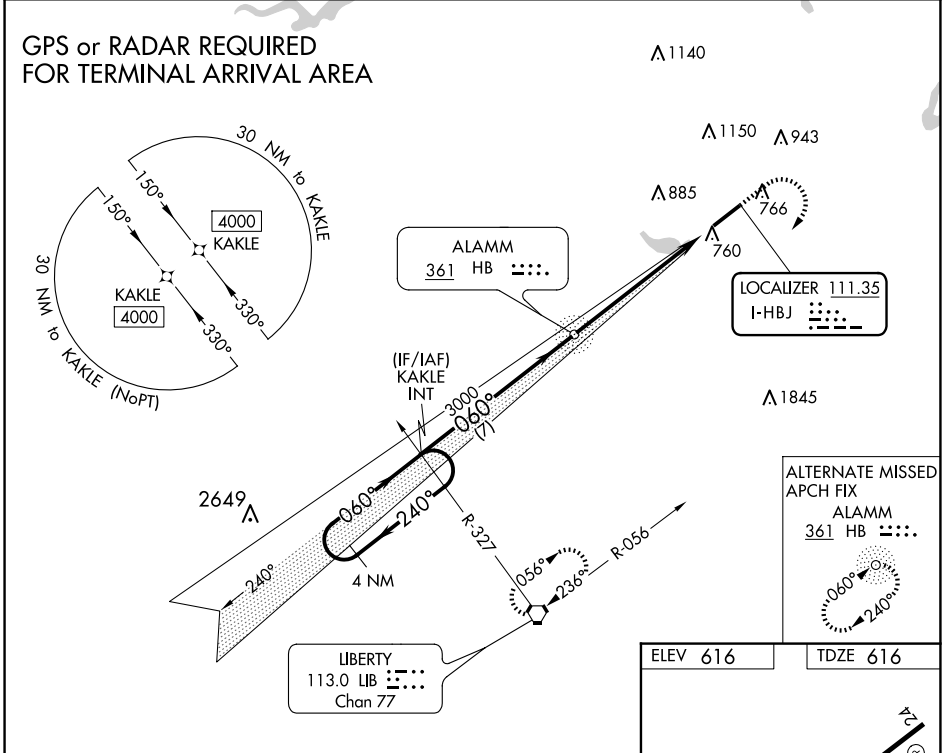 GPS or RADAR REQUIRED
FOR TERMINAL ARRIVAL AREA
1140
1150
943
885
766
760
30 NM to KAKLE
150°
4000
KAKLE
330°
150°
KAKLE
4000
330°
30 NM to KAKLE (NoPT)
ALAMM
361 HB
LOCALIZER 111.35
I-HBJ
(IF/IAF)
KAKLE
INT
3000
060°
(7)
1845
2649
060°
240°
4 NM
240°
R-327
056°
236°
R-056
LIBERTY
113.0 LIB
Chan 77
ALTERNATE MISSED
APCH FIX
ALAMM
361 HB
060°
240°
ELEV 616
TDZE 616
24